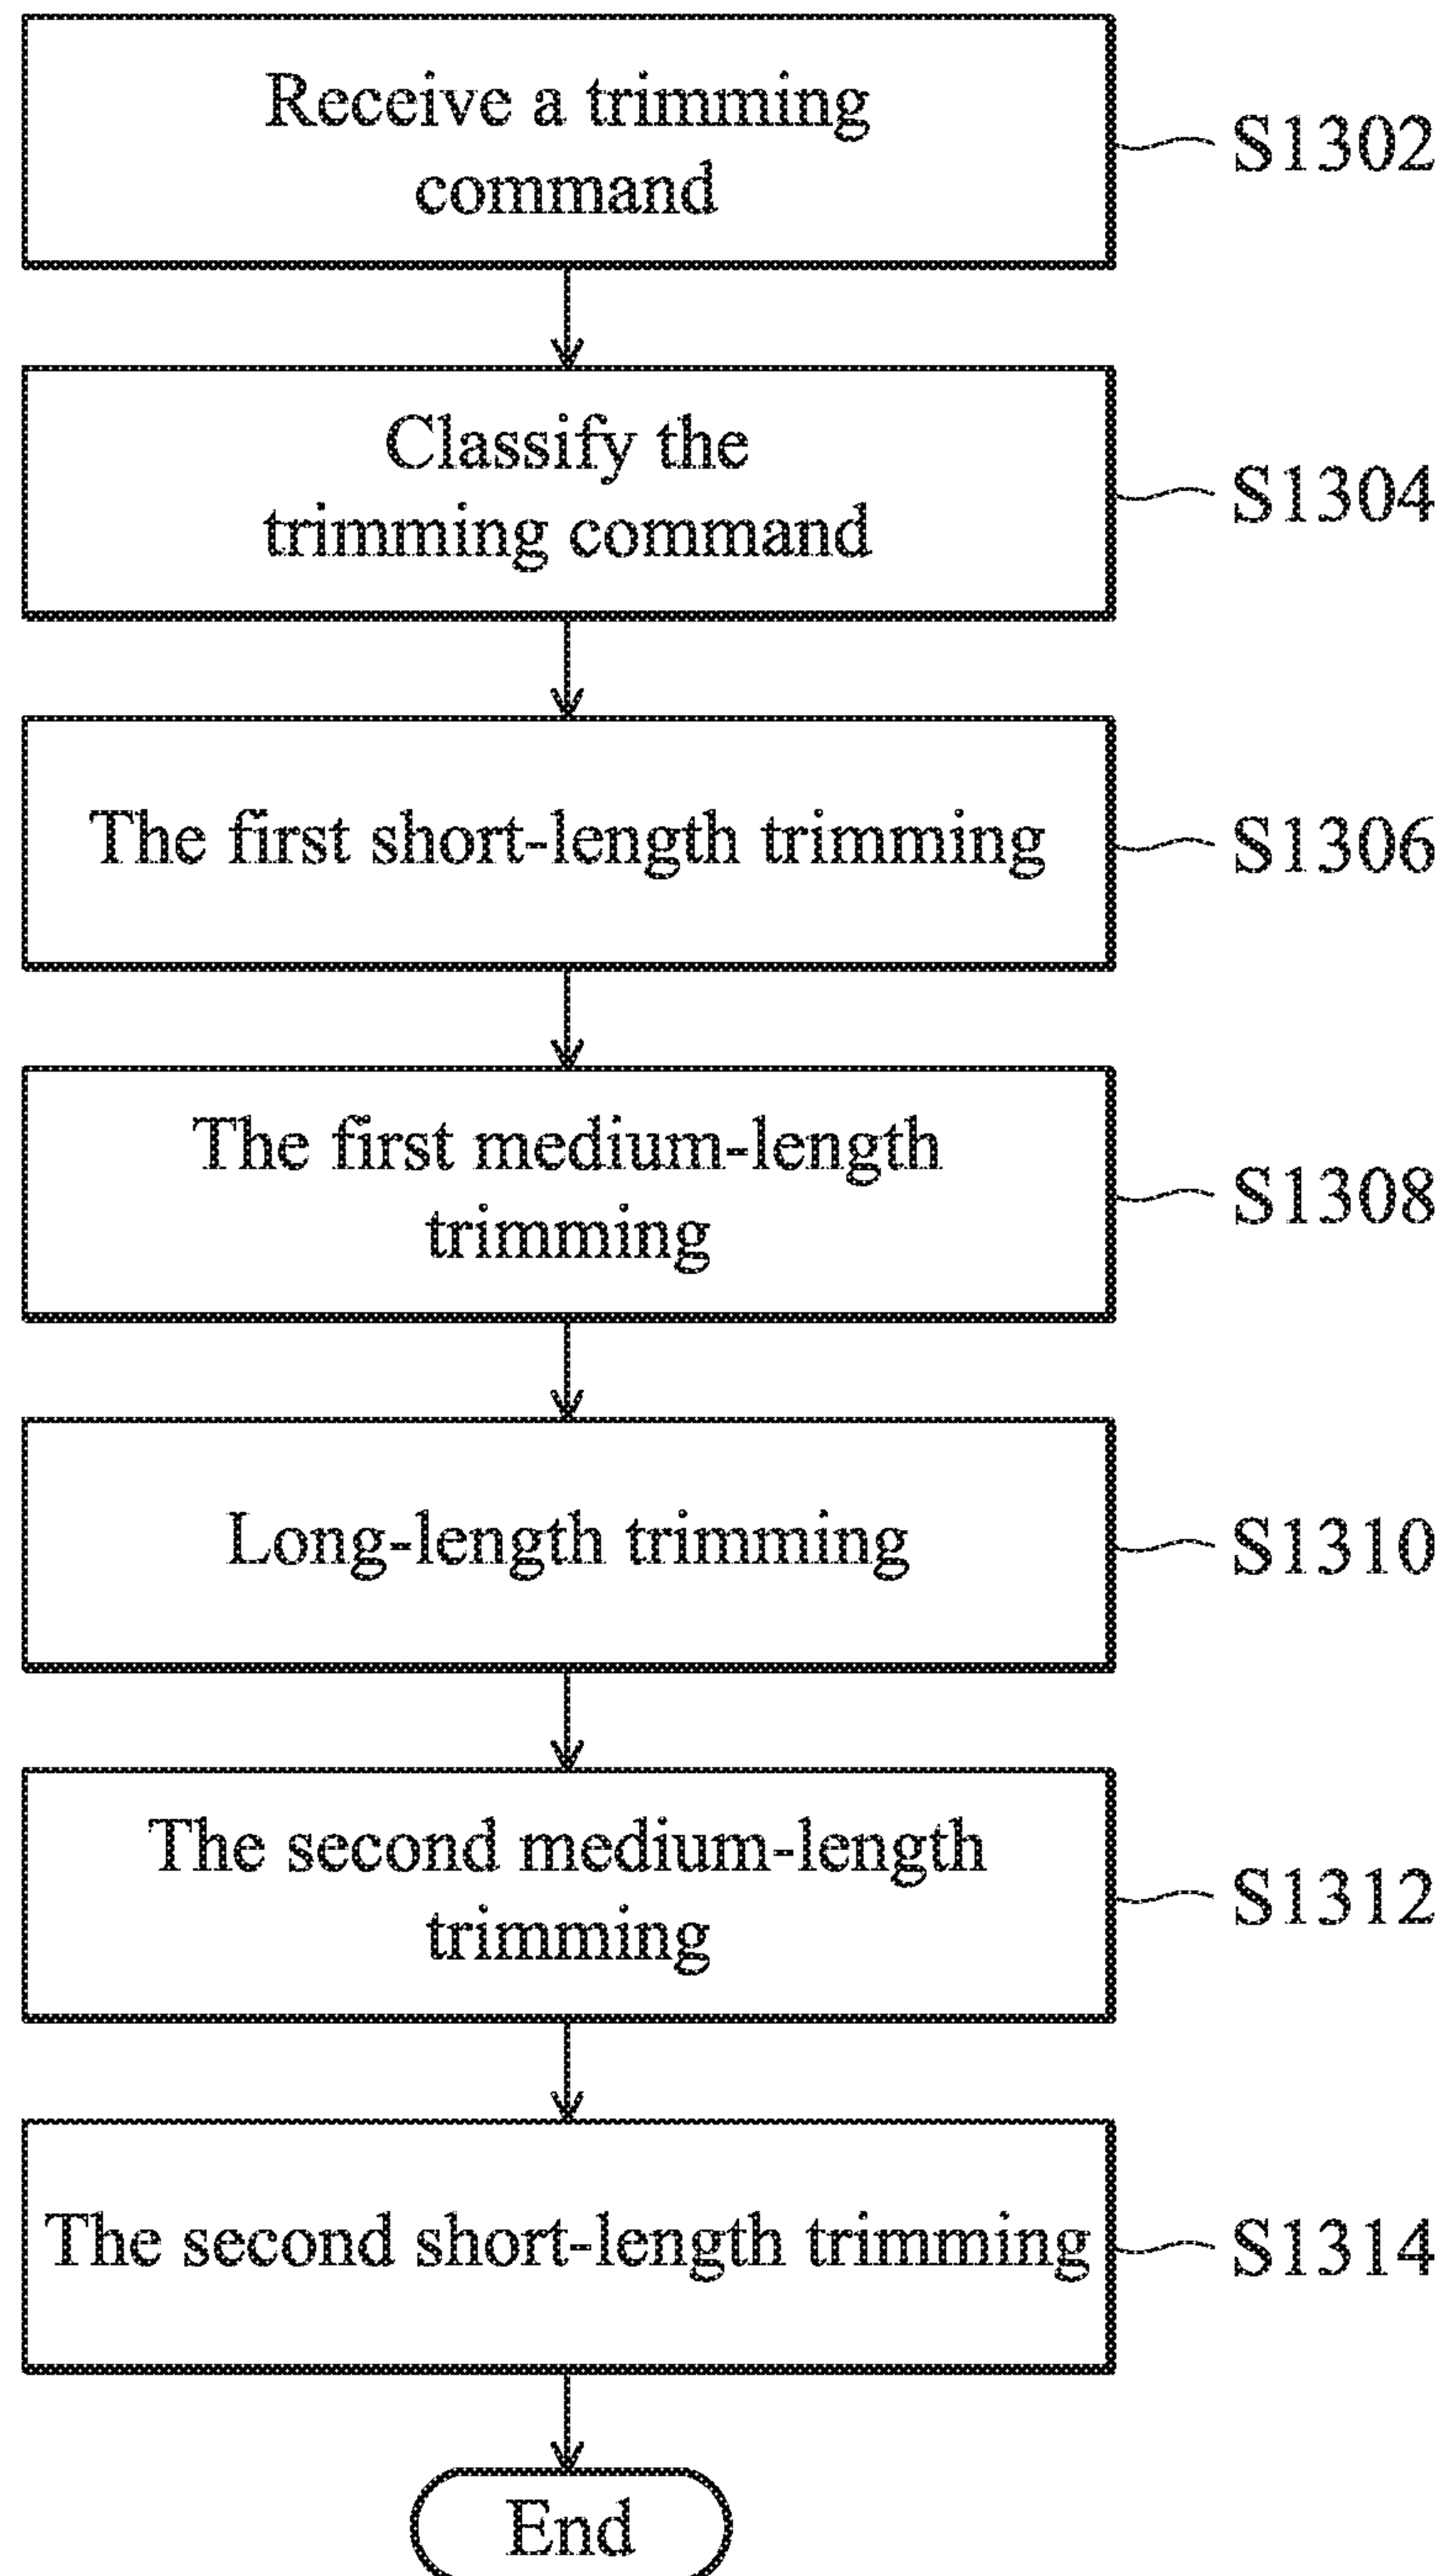 Receive a trimming
command
S1302
Classify the
trimming command
S1304
The first short-length trimming
S1306
The first medium-length
trimming
S1308
Long-length trimming
S1310
The second medium-length
trimming
S1312
The second short-length trimming
S1314
End